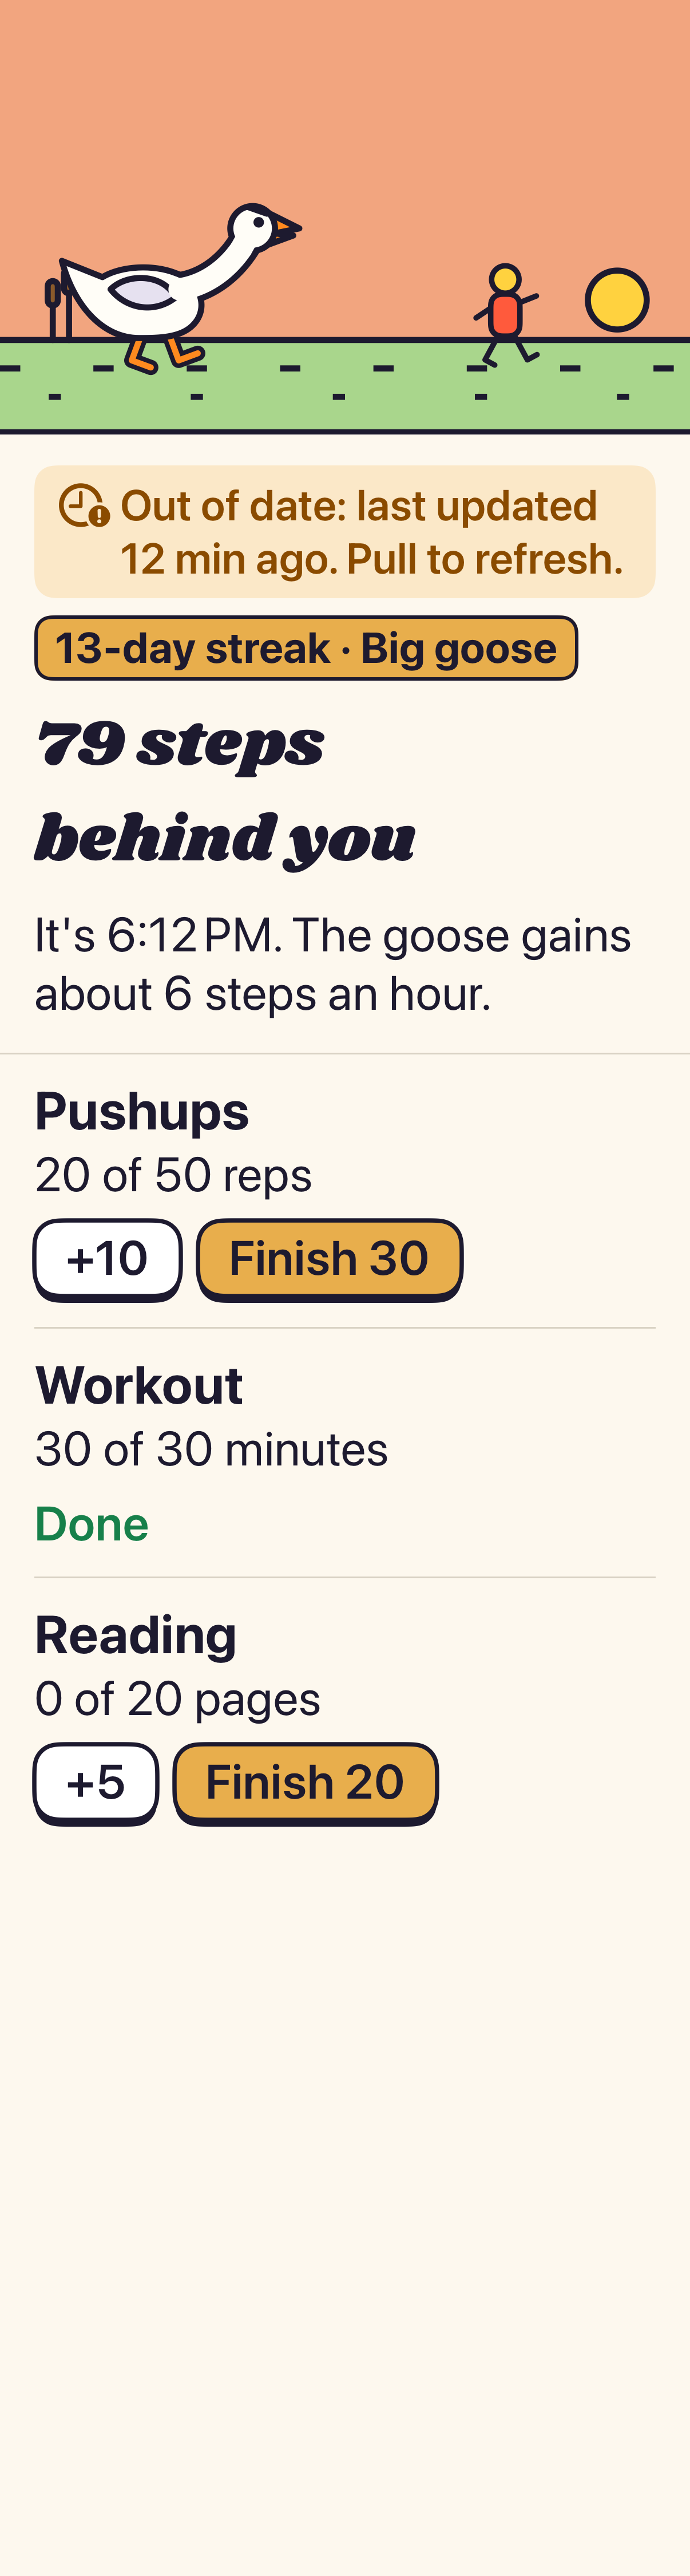 Out of date: last updated
12 min ago. Pull to refresh.
13-day streak · Big goose
79 steps
behind you
It's 6:12 PM. The goose gains
about 6 steps an hour.
Pushups
20 of 50 reps
+10
Finish 30
Workout
30 of 30 minutes
Done
Reading
0 of 20 pages
+5
Finish 20